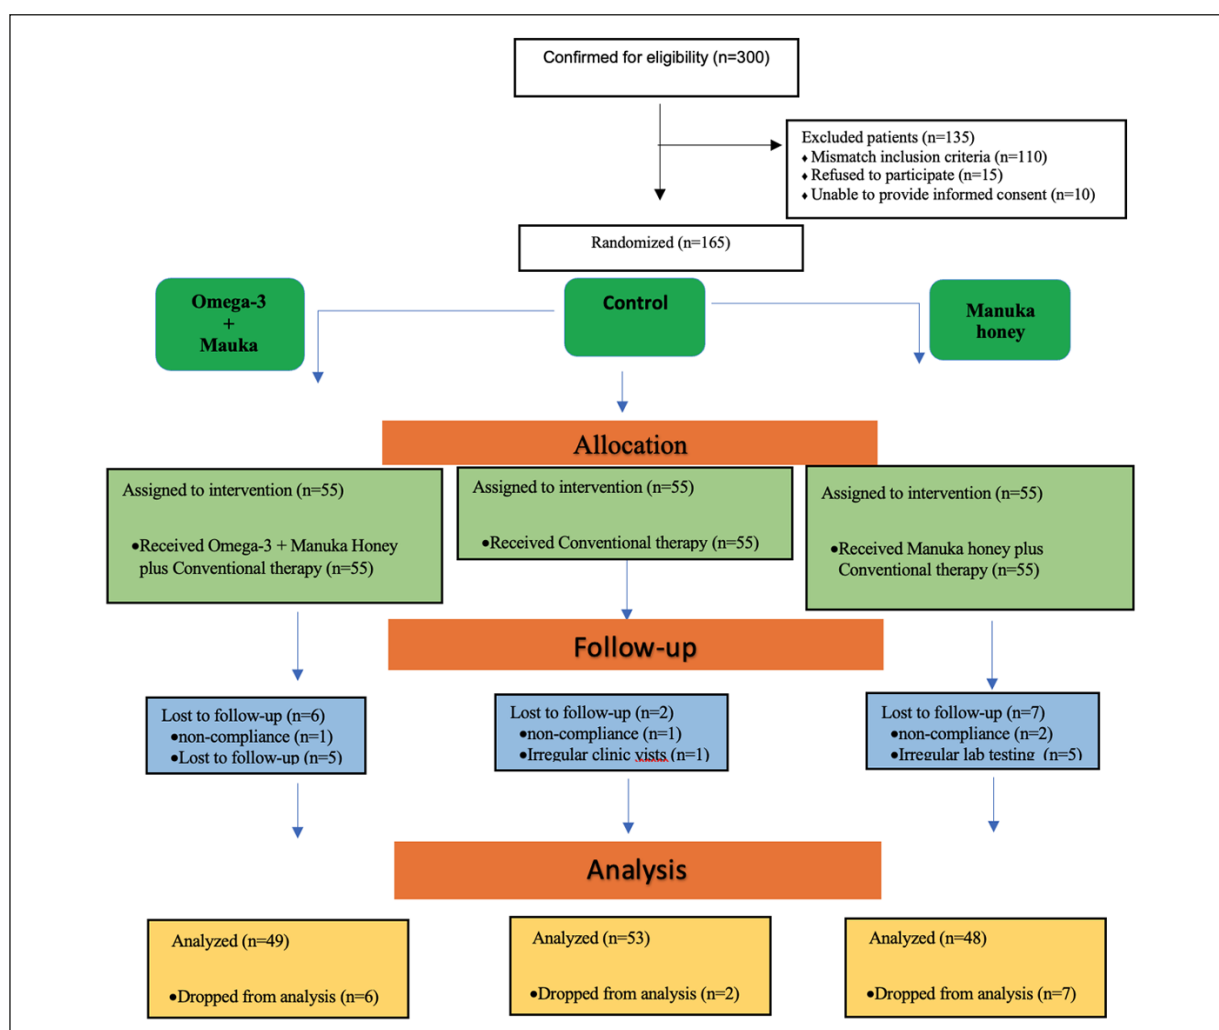 Confirmed for eligibility (n=300)
Excluded patients (n=135)
♦ Mismatch inclusion criteria (n=110)
♦ Refused to participate (n=15)
♦ Unable to provide informed consent (n=10)
Randomized (n=165)
Omega-3
+
Mauka
Control
Manuka
honey
Allocation
Assigned to intervention (n=55)
•Received Omega-3 + Manuka Honey
plus Conventional therapy (n=55)
Assigned to intervention (n=55)
•Received Conventional therapy (n=55)
Assigned to intervention (n=55)
•Received Manuka honey plus
Conventional therapy (n=55)
Follow-up
Lost to follow-up (n=6)
•non-compliance (n=1)
•Lost to follow-up (n=5)
Lost to follow-up (n=2)
•non-compliance (n=1)
•Irregular clinic vists (n=1)
Lost to follow-up (n=7)
•non-compliance (n=2)
•Irregular lab testing (n=5)
Analysis
Analyzed (n=49)
•Dropped from analysis (n=6)
Analyzed (n=53)
•Dropped from analysis (n=2)
Analyzed (n=48)
•Dropped from analysis (n=7)